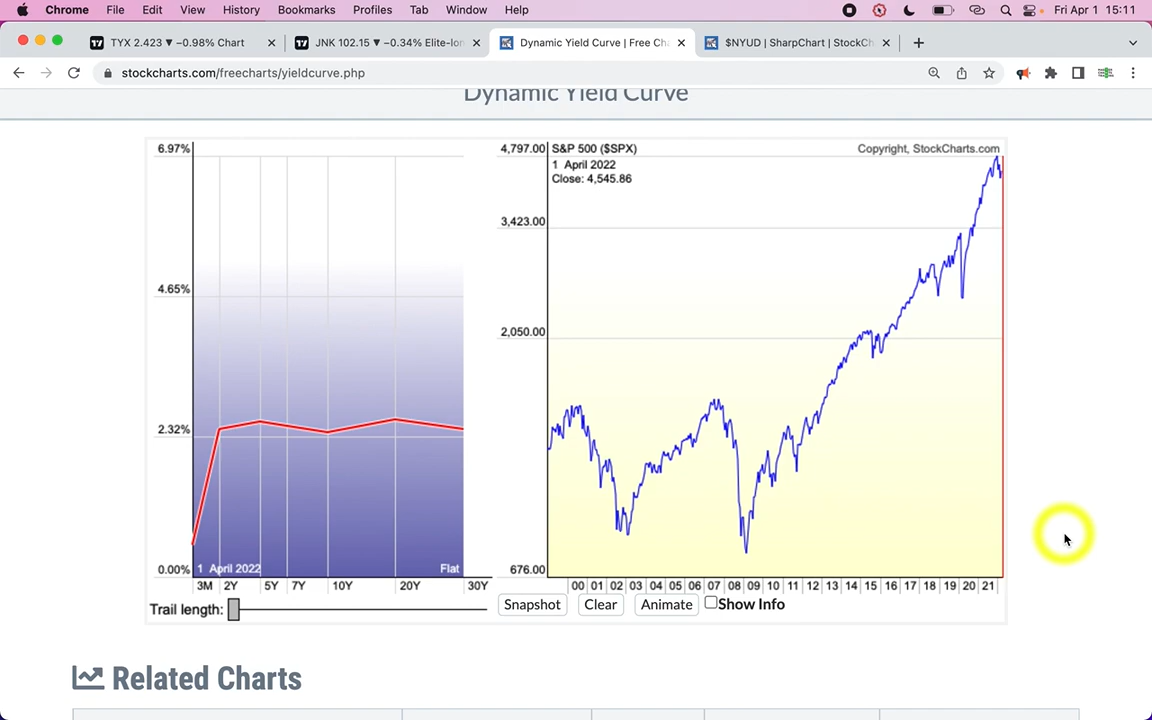 Chrome File Edit View History Bookmarks Profiles Tab Window Help Fri Apr 1 15:11
TYX 2.423 ▼ −0.98% Chart × JNK 102.15 ▼ −0.34% Elite-Ion × Dynamic Yield Curve | Free Cha × $NYUD | SharpChart | StockCh × +
stockcharts.com/freecharts/yieldcurve.php
Dynamic Yield Curve
6.97%
4.65%
2.32%
0.00%
1 April 2022 Flat
3M 2Y 5Y 7Y 10Y 20Y 30Y
Trail length:
4,797.00 S&P 500 ($SPX) Copyright, StockCharts.com
1 April 2022
Close: 4,545.86
3,423.00
2,050.00
676.00
00 01 02 03 04 05 06 07 08 09 10 11 12 13 14 15 16 17 18 19 20 21
Snapshot Clear Animate Show Info
Related Charts